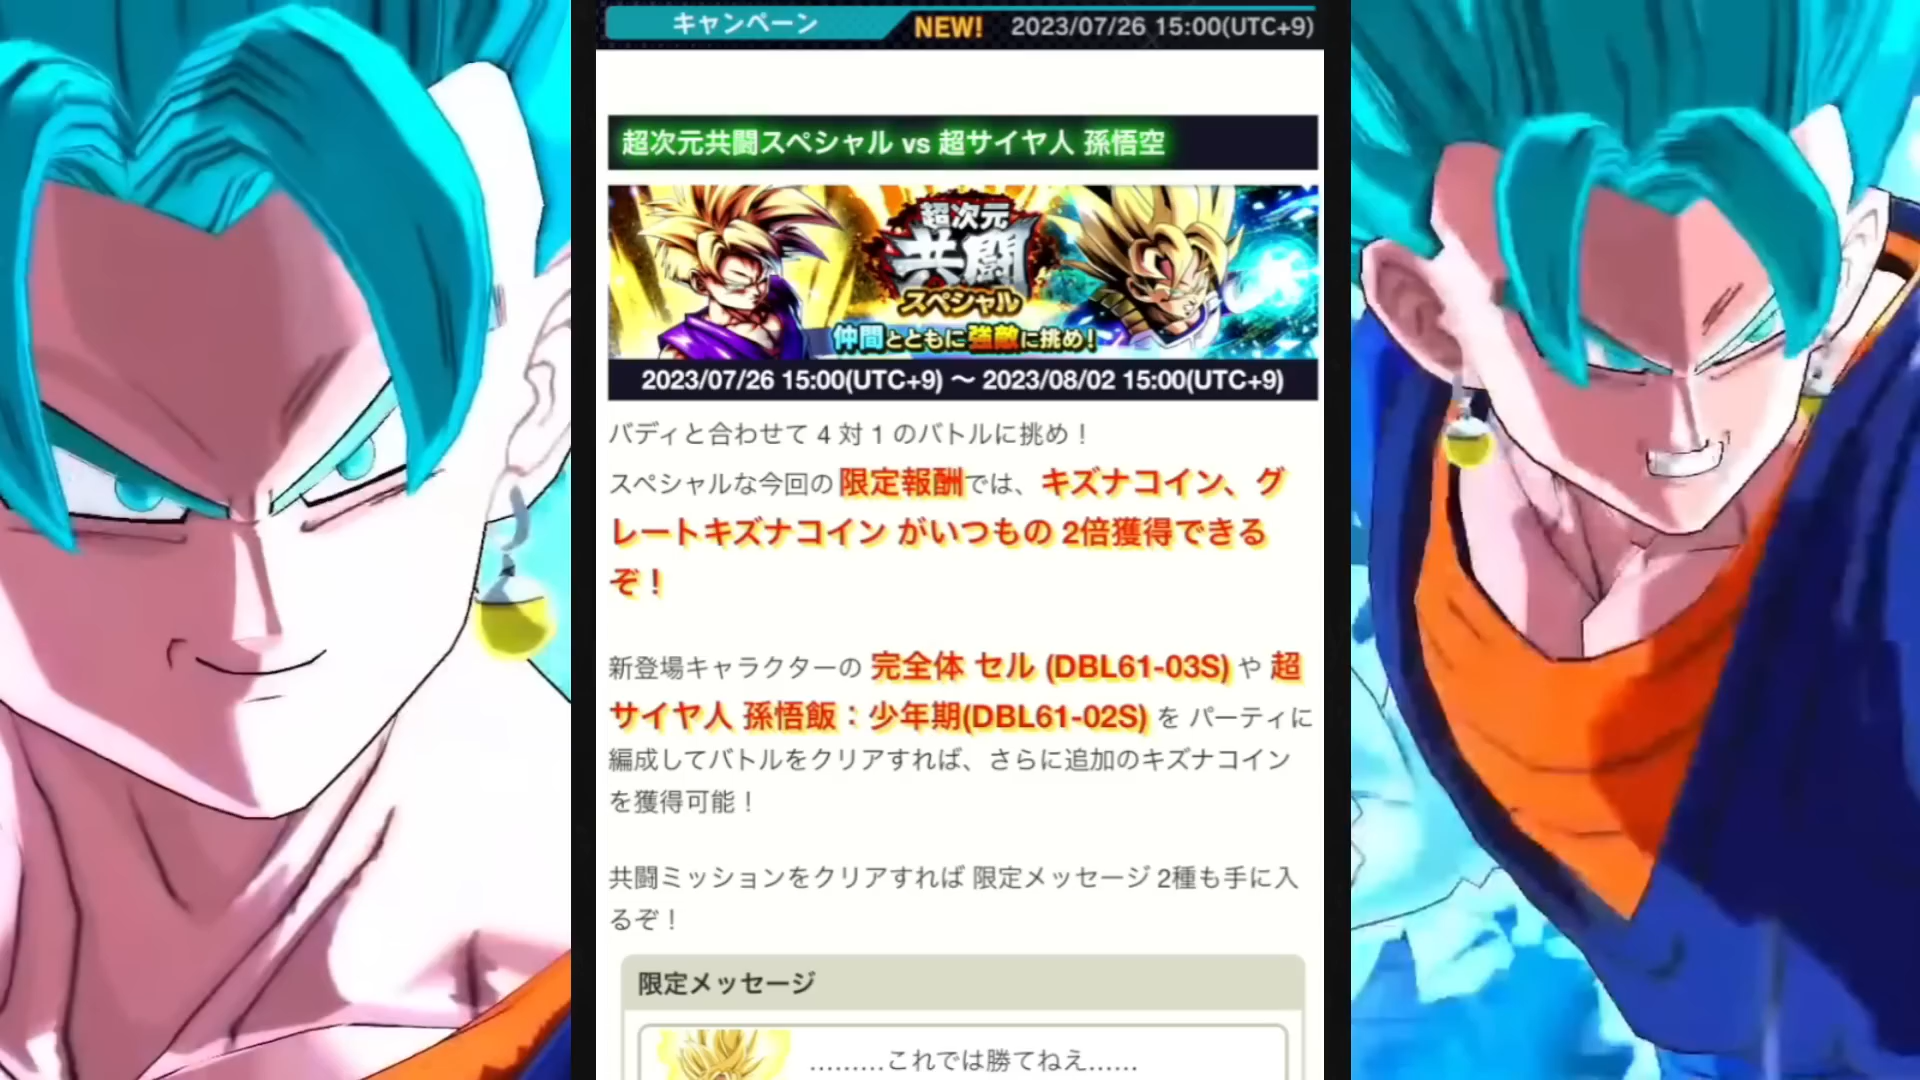 キャンペーン NEW! 2023/07/26 15:00(UTC+9)
超次元共闘スペシャル vs 超サイヤ人 孫悟空
超次元
共闘
スペシャル
仲間とともに強敵に挑め!
2023/07/26 15:00(UTC+9) ～ 2023/08/02 15:00(UTC+9)
バディと合わせて 4 対 1 のバトルに挑め！
スペシャルな今回の 限定報酬では、キズナコイン、グ
レートキズナコイン がいつもの 2倍獲得できる
ぞ！
新登場キャラクターの 完全体 セル (DBL61-03S) や 超
サイヤ人 孫悟飯：少年期(DBL61-02S) を パーティに
編成してバトルをクリアすれば、さらに追加のキズナコイン
を獲得可能！
共闘ミッションをクリアすれば 限定メッセージ 2種も手に入
るぞ！
限定メッセージ
………これでは勝てねえ……